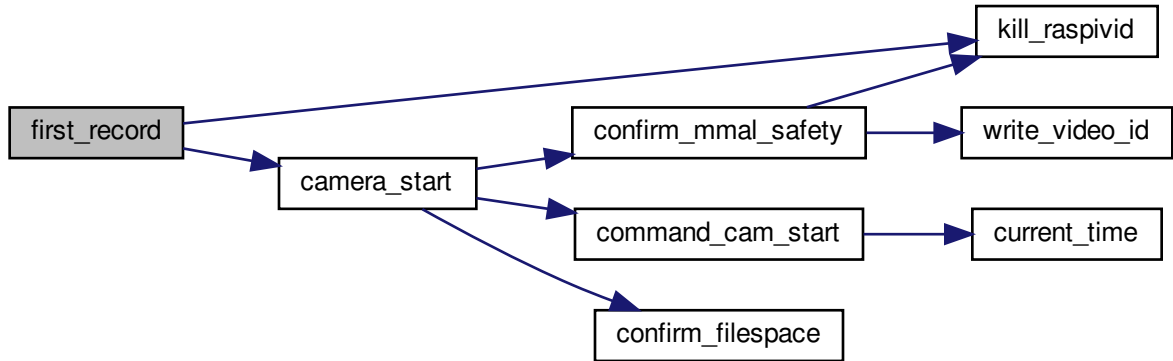 kill_raspivid
first_record
confirm_mmal_safety
write_video_id
camera_start
command_cam_start
current_time
confirm_filespace